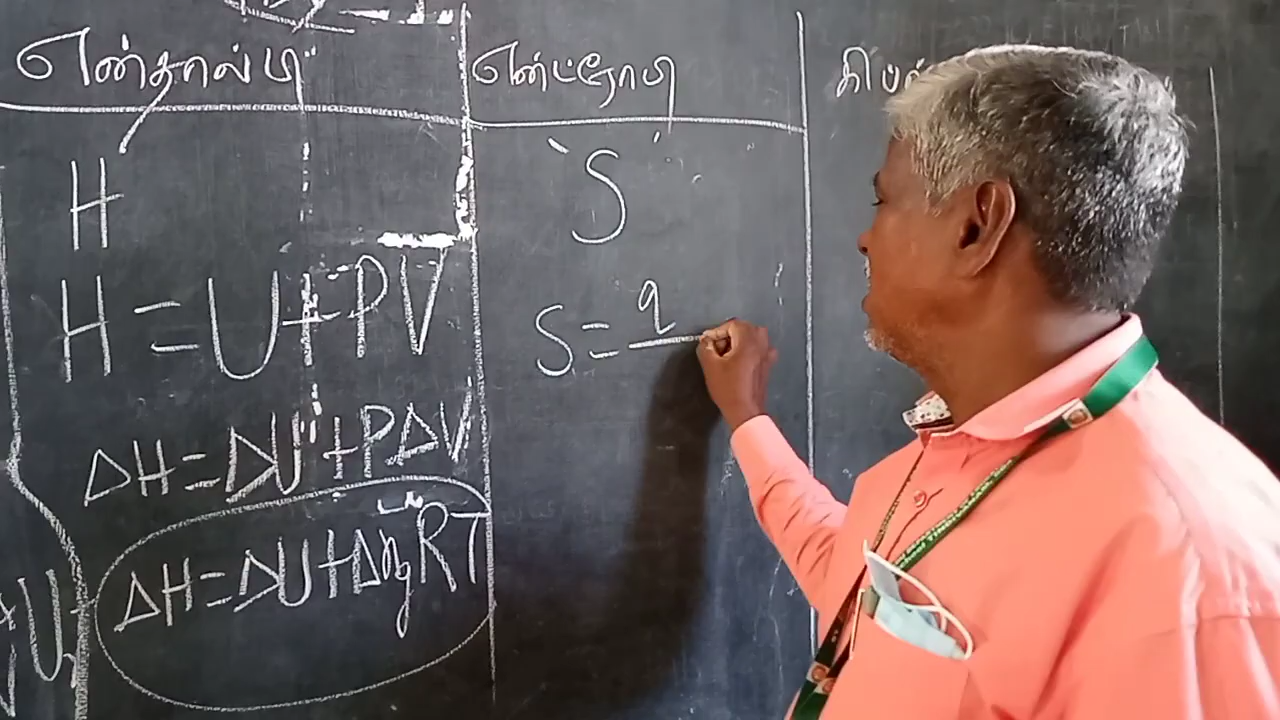 என்தால்பி
H
H = U + PV
ΔH = ΔU + PΔV
ΔH = ΔU + ΔngRT
என்ட்ரோபி
S
S = q